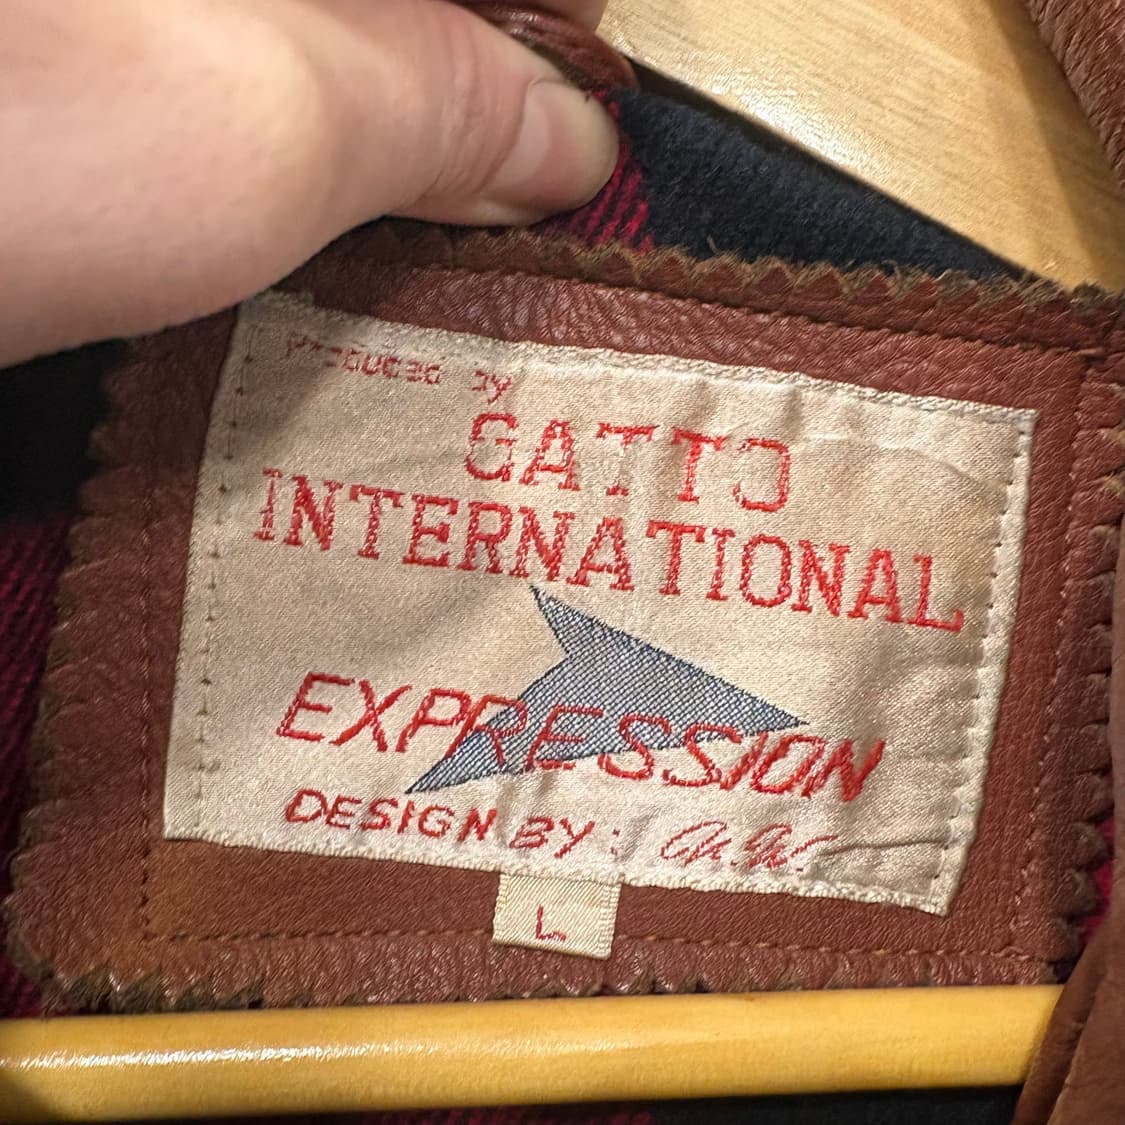 PRODUCED BY
GATTO
INTERNATIONAL
EXPRESSION
DESIGN BY:
L